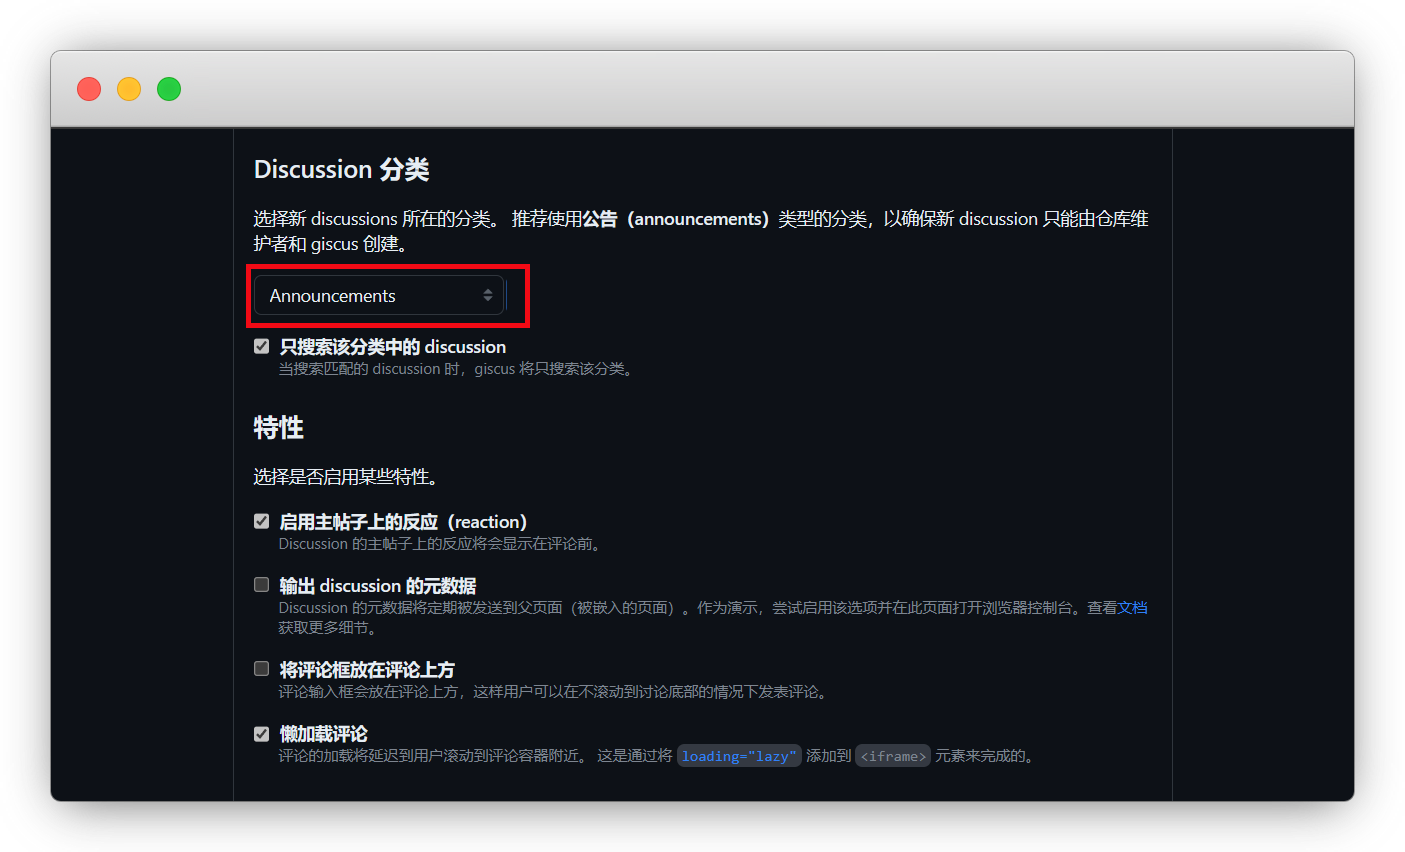 Discussion 分类
选择新 discussions 所在的分类。 推荐使用公告（announcements）类型的分类，以确保新 discussion 只能由仓库维
护者和 giscus 创建。
Announcements
只搜索该分类中的 discussion
当搜索匹配的 discussion 时，giscus 将只搜索该分类。
特性
选择是否启用某些特性。
启用主帖子上的反应（reaction）
Discussion 的主帖子上的反应将会显示在评论前。
输出 discussion 的元数据
Discussion 的元数据将定期被发送到父页面（被嵌入的页面）。作为演示，尝试启用该选项并在此页面打开浏览器控制台。查看文档
获取更多细节。
将评论框放在评论上方
评论输入框会放在评论上方，这样用户可以在不滚动到讨论底部的情况下发表评论。
懒加载评论
评论的加载将延迟到用户滚动到评论容器附近。 这是通过将 loading="lazy" 添加到 <iframe> 元素来完成的。